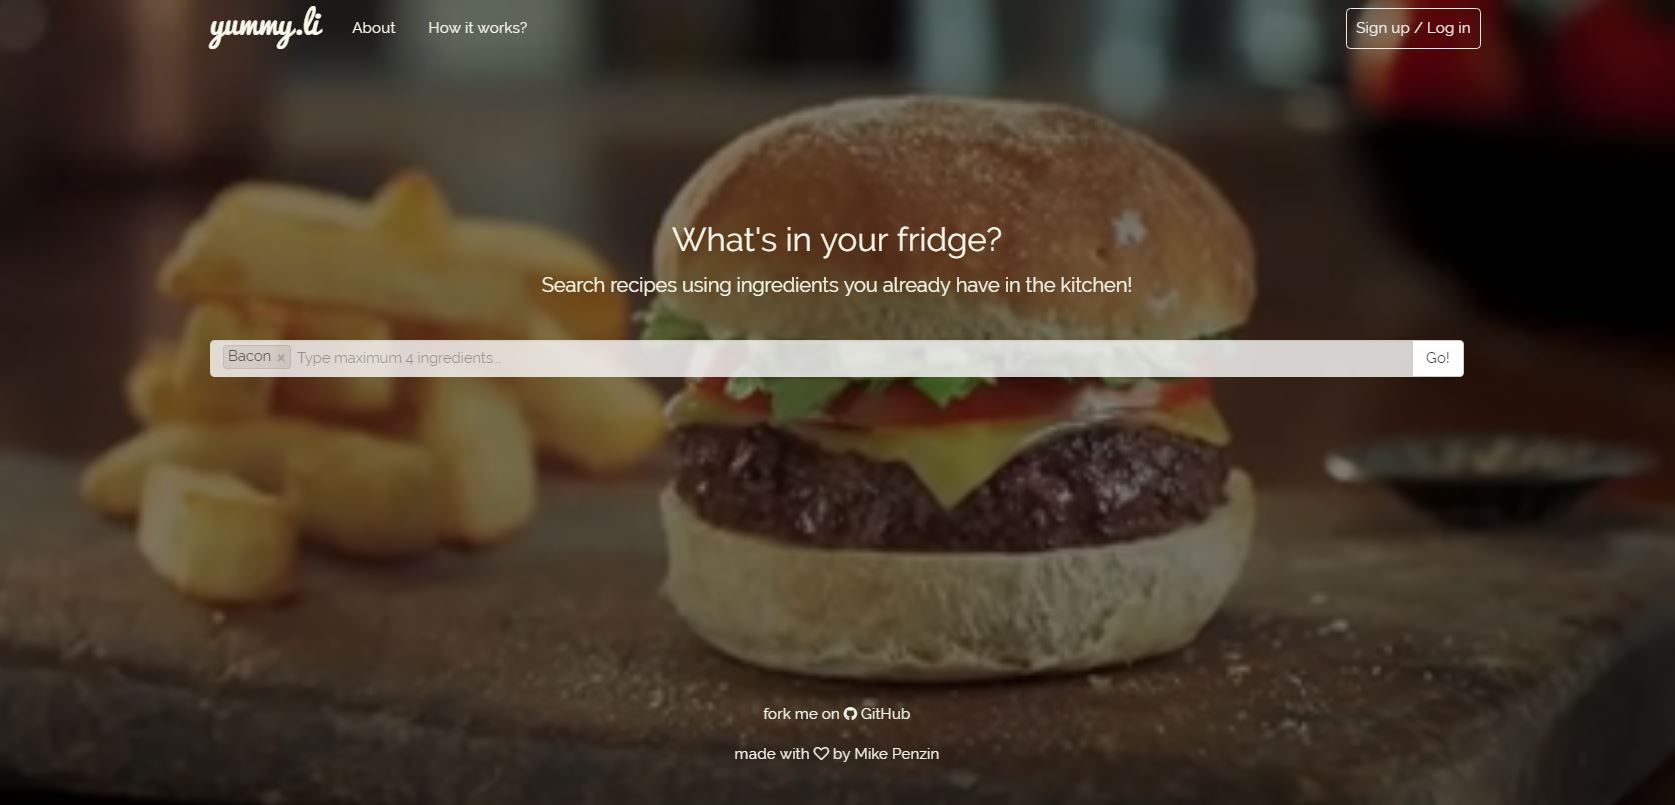 yummy.li About How it works? Sign up / Log in
What's in your fridge?
Search recipes using ingredients you already have in the kitchen!
Bacon × Type maximum 4 ingredients... Go!
fork me on GitHub
made with ♡ by Mike Penzin